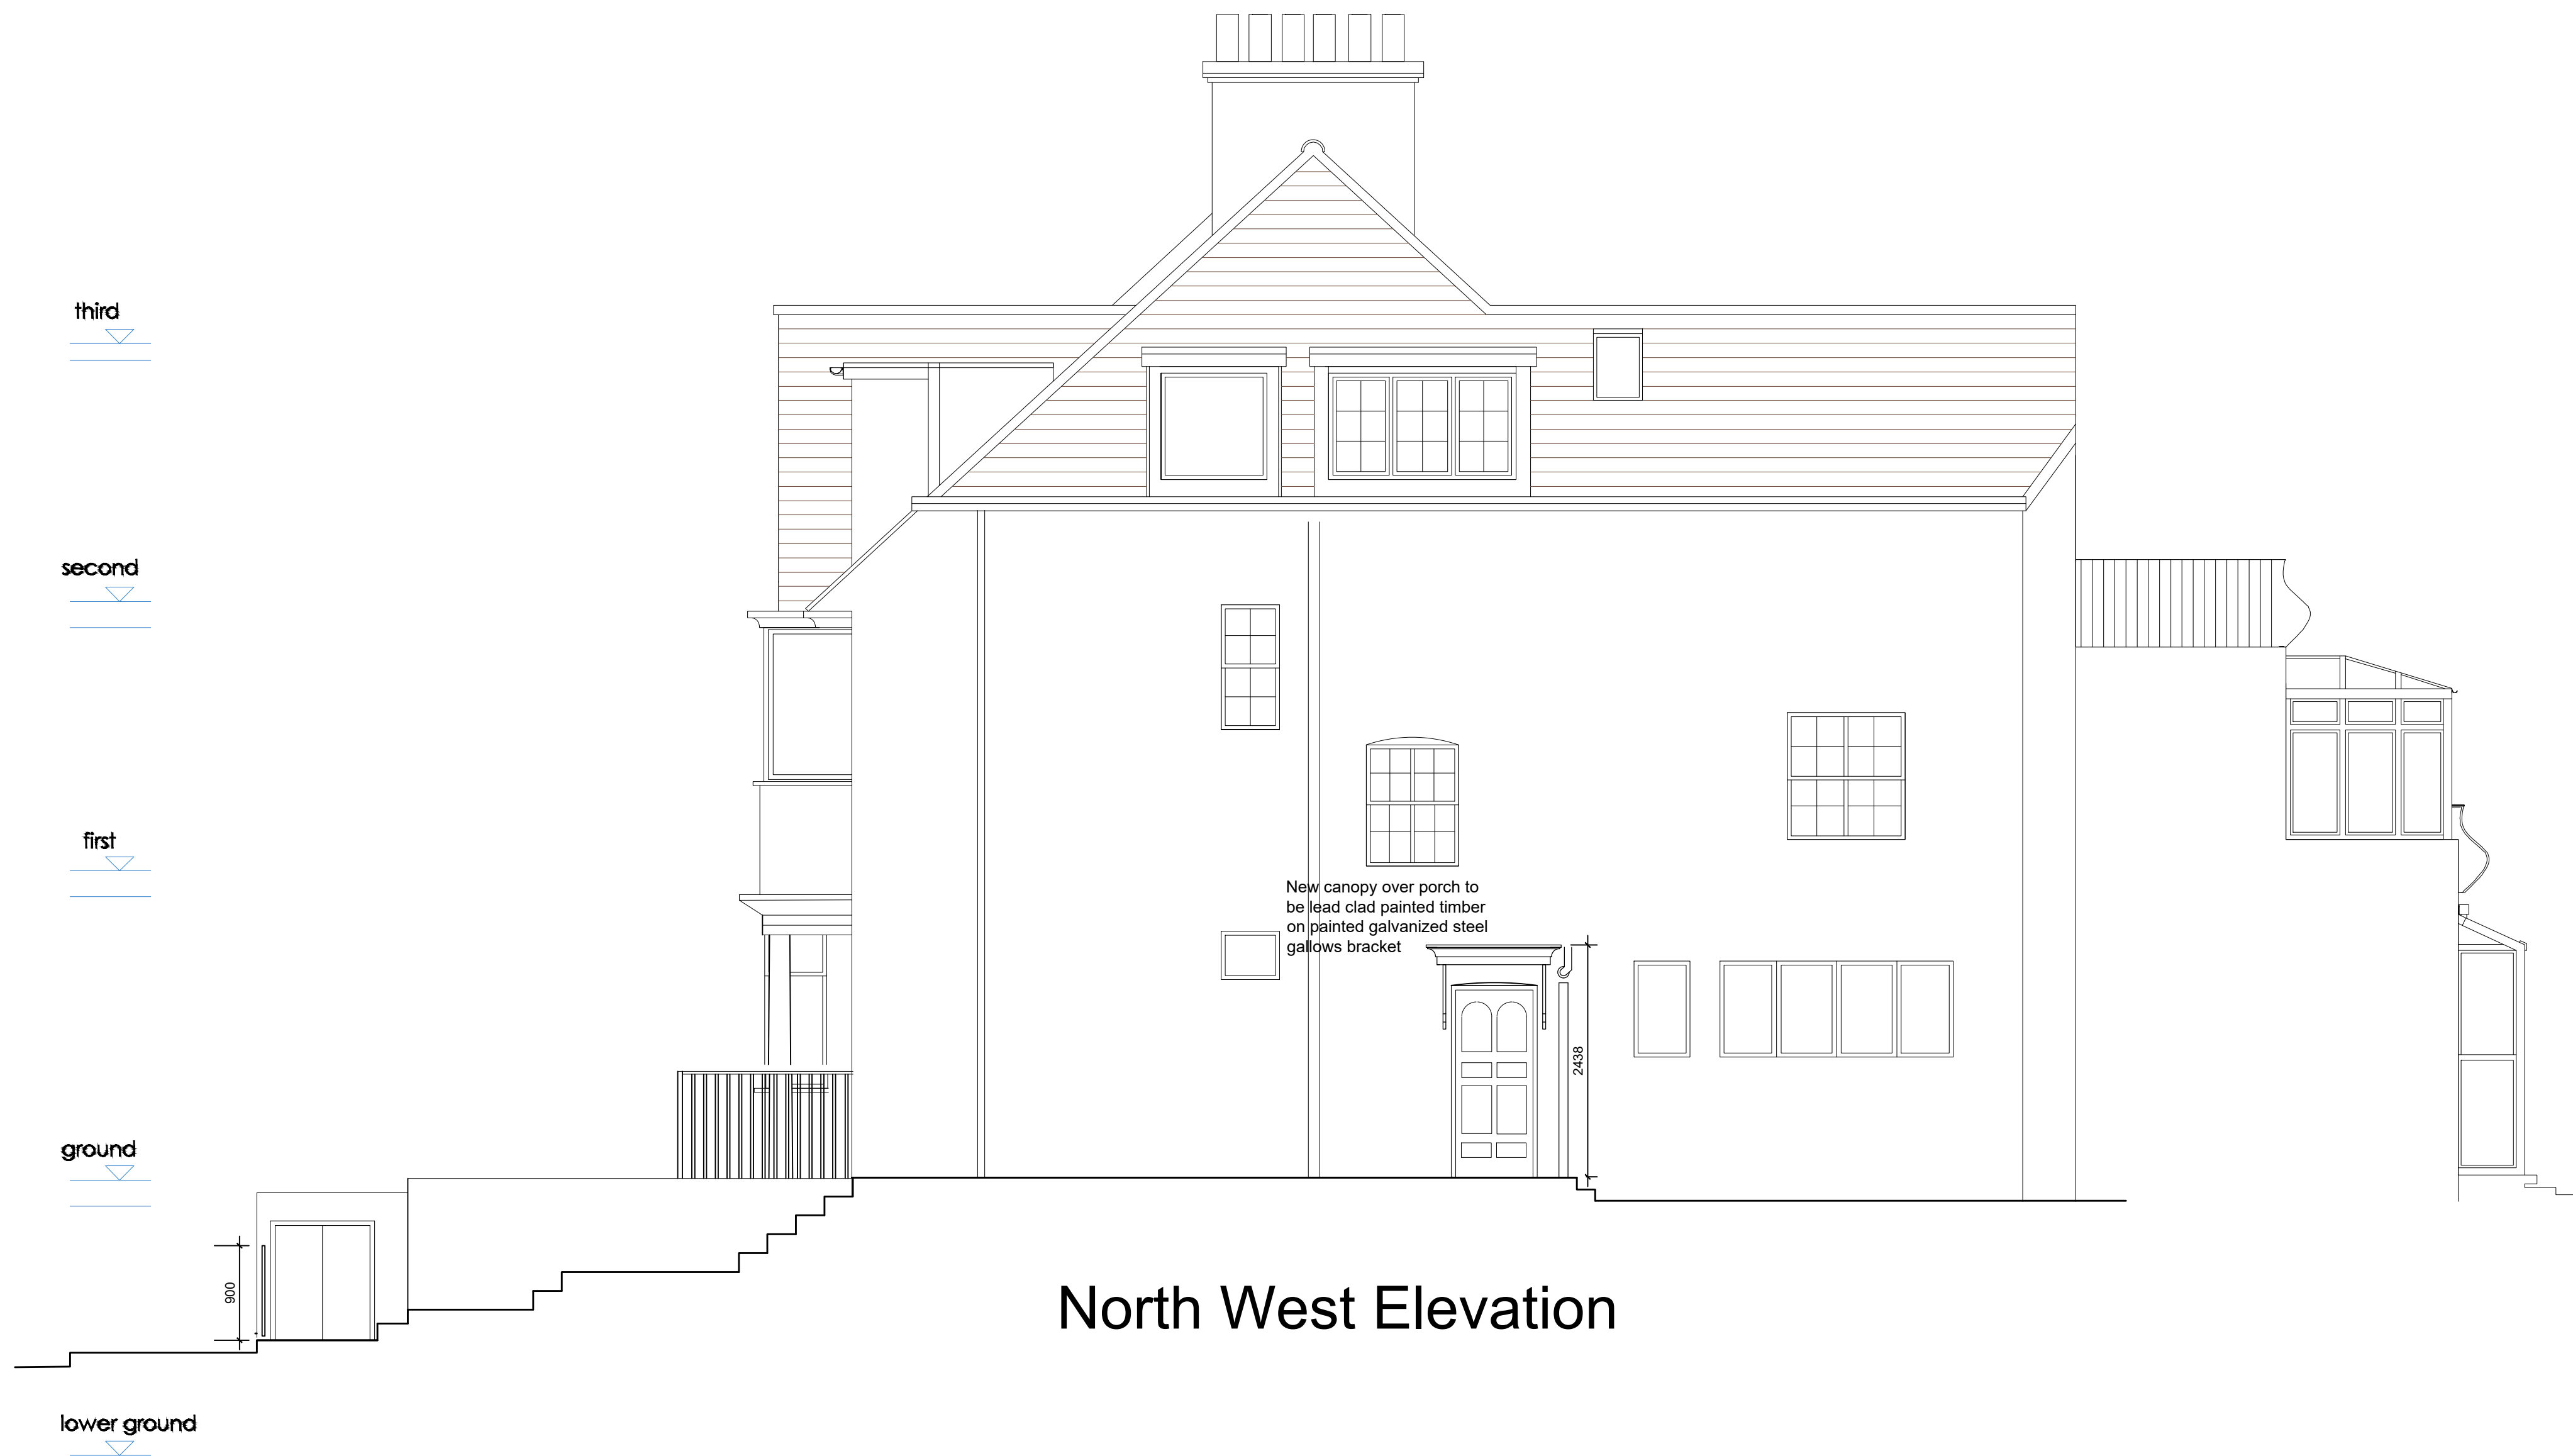 third
second
first
New canopy over porch to
be lead clad painted timber
on painted galvanized steel
gallows bracket
2438
ground
900
North West Elevation
lower ground